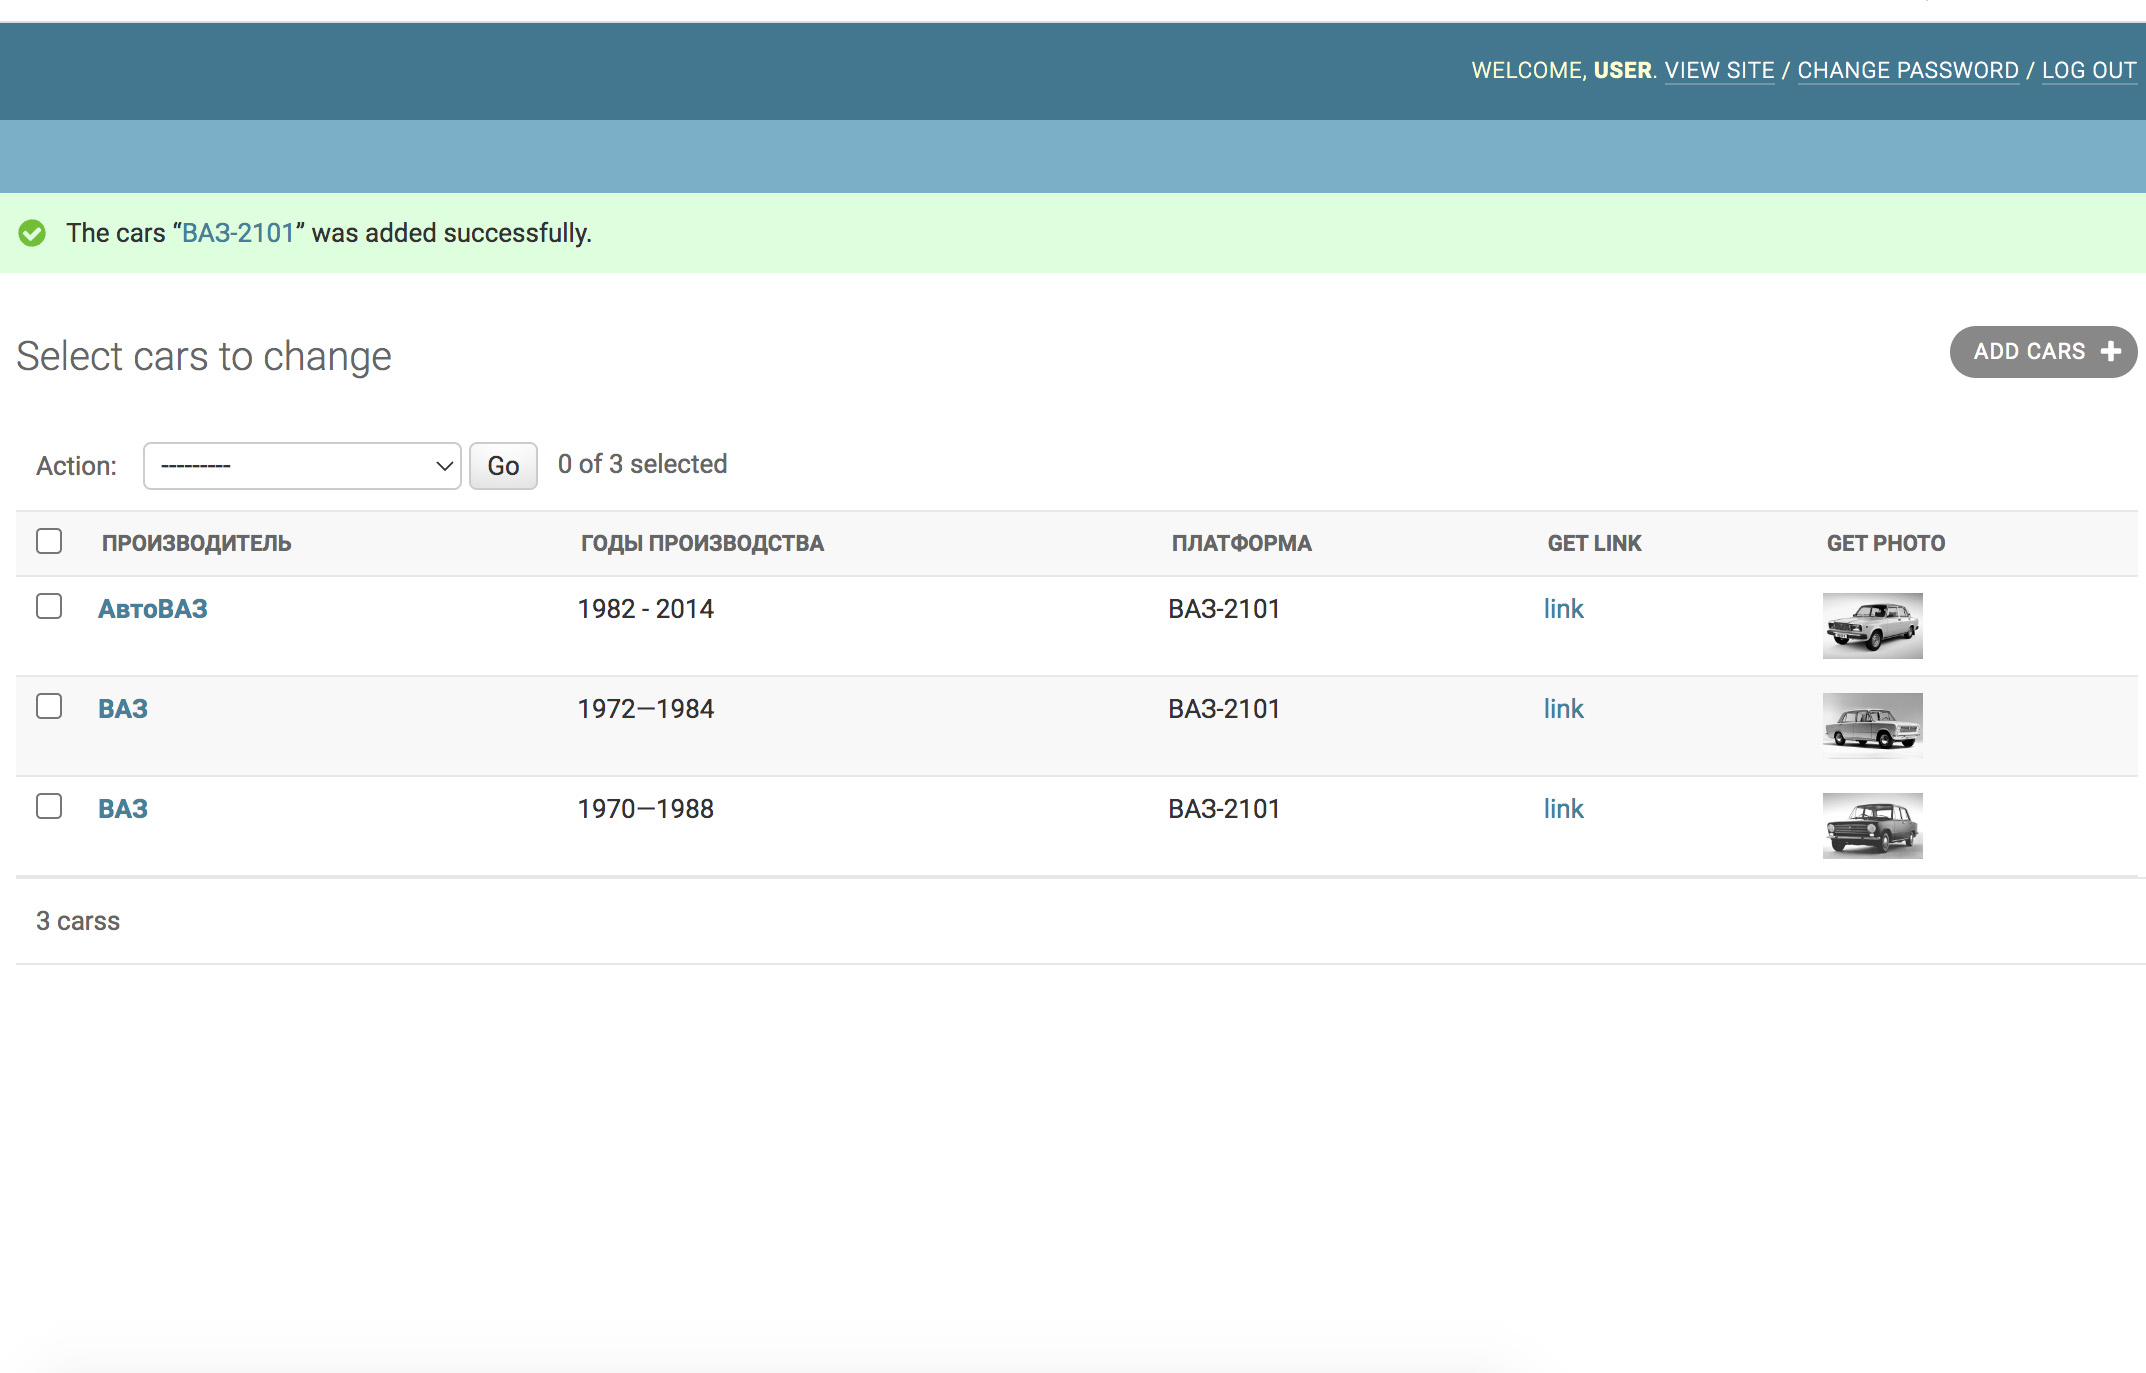 WELCOME, USER. VIEW SITE / CHANGE PASSWORD / LOG OUT
The cars “ВАЗ-2101” was added successfully.
Select cars to change
ADD CARS
Action: --------- Go 0 of 3 selected
ПРОИЗВОДИТЕЛЬ ГОДЫ ПРОИЗВОДСТВА ПЛАТФОРМА GET LINK GET PHOTO
АвтоВАЗ 1982 - 2014 ВАЗ-2101 link
ВАЗ 1972—1984 ВАЗ-2101 link
ВАЗ 1970—1988 ВАЗ-2101 link
3 carss